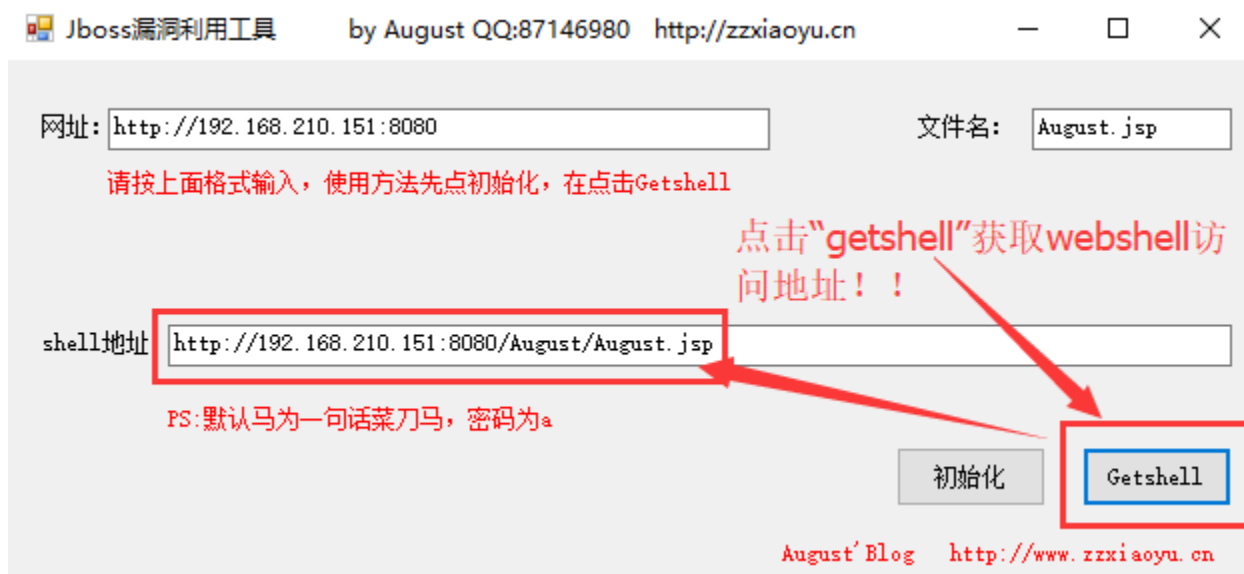 Jboss漏洞利用工具 by August QQ:87146980 http://zzxiaoyu.cn
网址: http://192.168.210.151:8080 文件名: August.jsp
请按上面格式输入，使用方法先点初始化，在点击Getshell
点击“getshell”获取webshell访
问地址！！
shell地址 http://192.168.210.151:8080/August/August.jsp
PS:默认马为一句话菜刀马，密码为a
初始化 Getshell
August'Blog http://www.zzxiaoyu.cn